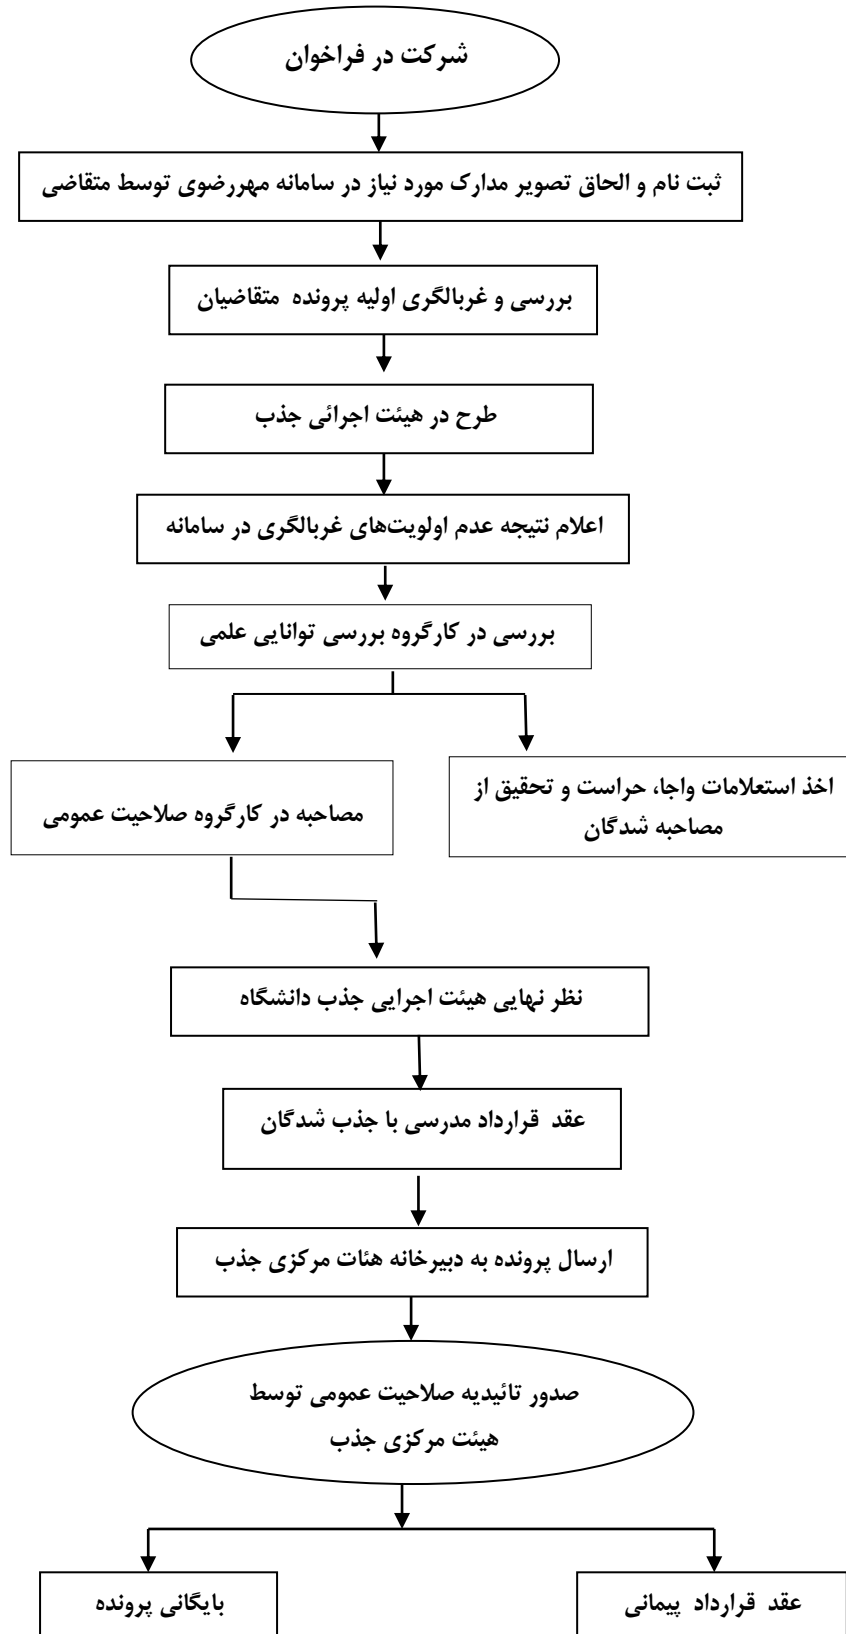 شرکت در فراخوان
ثبت نام و الحاق تصویر مدارک مورد نیاز در سامانه مهررضوی توسط متقاضی
بررسی و غربالگری اولیه پرونده متقاضیان
طرح در هیئت اجرائی جذب
اعلام نتیجه عدم اولویت‌های غربالگری در سامانه
بررسی در کارگروه بررسی توانایی علمی
اخذ استعلامات واجا، حراست و تحقیق از
مصاحبه شدگان
مصاحبه در کارگروه صلاحیت عمومی
نظر نهایی هیئت اجرایی جذب دانشگاه
عقد قرارداد مدرسی با جذب شدگان
ارسال پرونده به دبیرخانه هئات مرکزی جذب
صدور تائیدیه صلاحیت عمومی توسط
هیئت مرکزی جذب
عقد قرارداد پیمانی
بایگانی پرونده